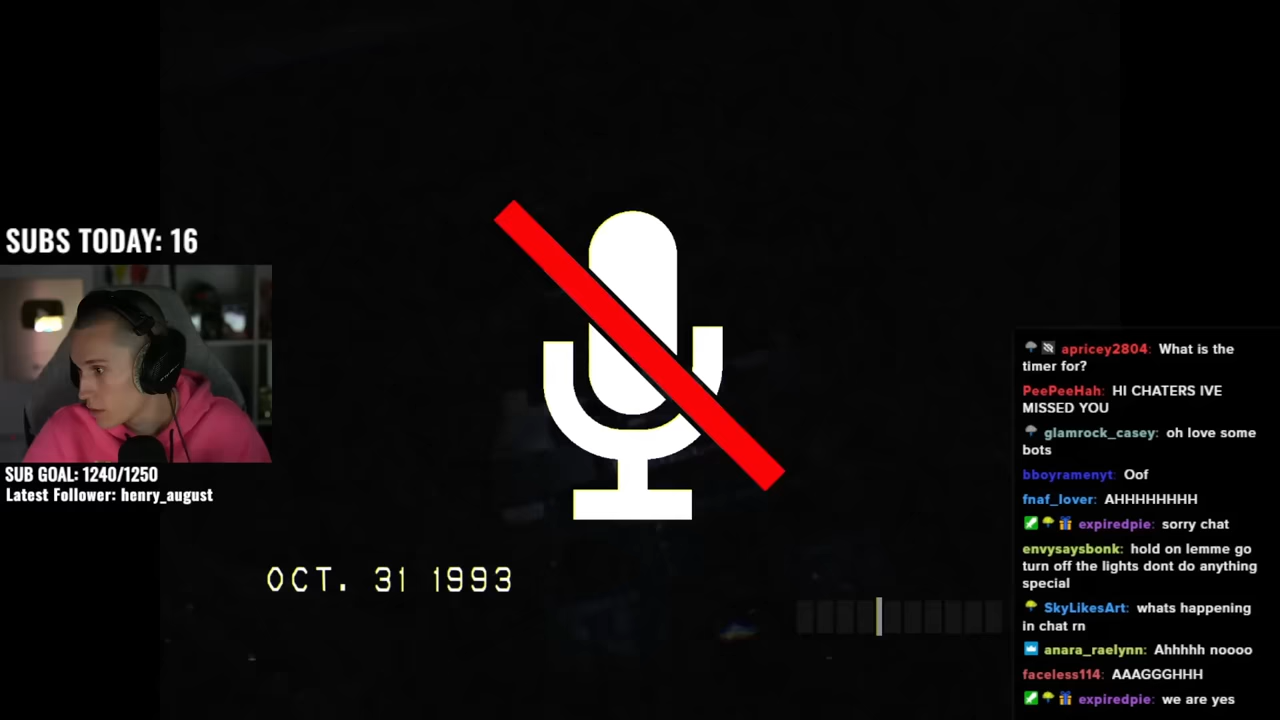 SUBS TODAY: 16
SUB GOAL: 1240/1250
Latest Follower: henry_august
OCT. 31 1993
apricey2804: What is the
timer for?
PeePeeHah: HI CHATERS IVE
MISSED YOU
glamrock_casey: oh love some
bots
bboyramenyt: Oof
fnaf_lover: AHHHHHHHH
expiredpie: sorry chat
envysaysbonk: hold on lemme go
turn off the lights dont do anything
special
SkyLikesArt: whats happening
in chat rn
anara_raelynn: Ahhhhh noooo
faceless114: AAAGGGHHH
expiredpie: we are yes